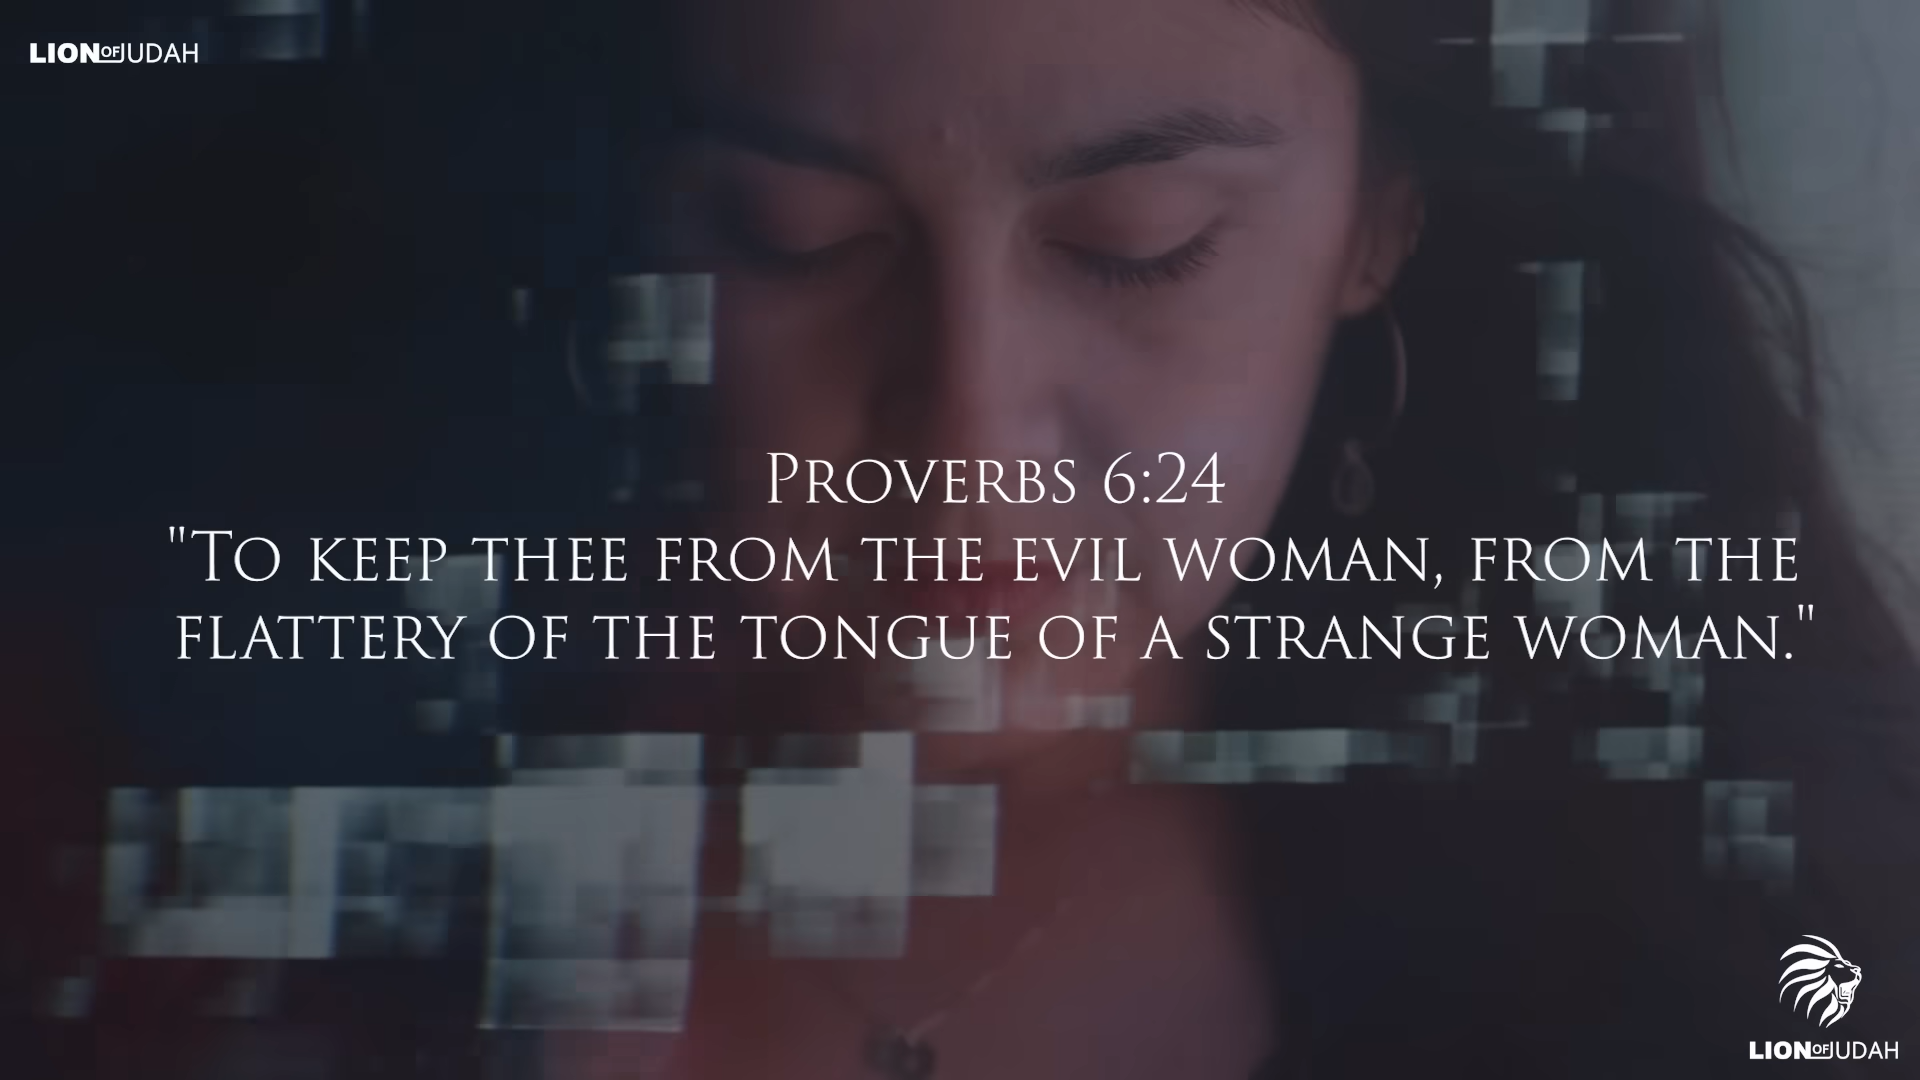 LION OF JUDAH
PROVERBS 6:24
"TO KEEP THEE FROM THE EVIL WOMAN, FROM THE
FLATTERY OF THE TONGUE OF A STRANGE WOMAN."
LION OF JUDAH